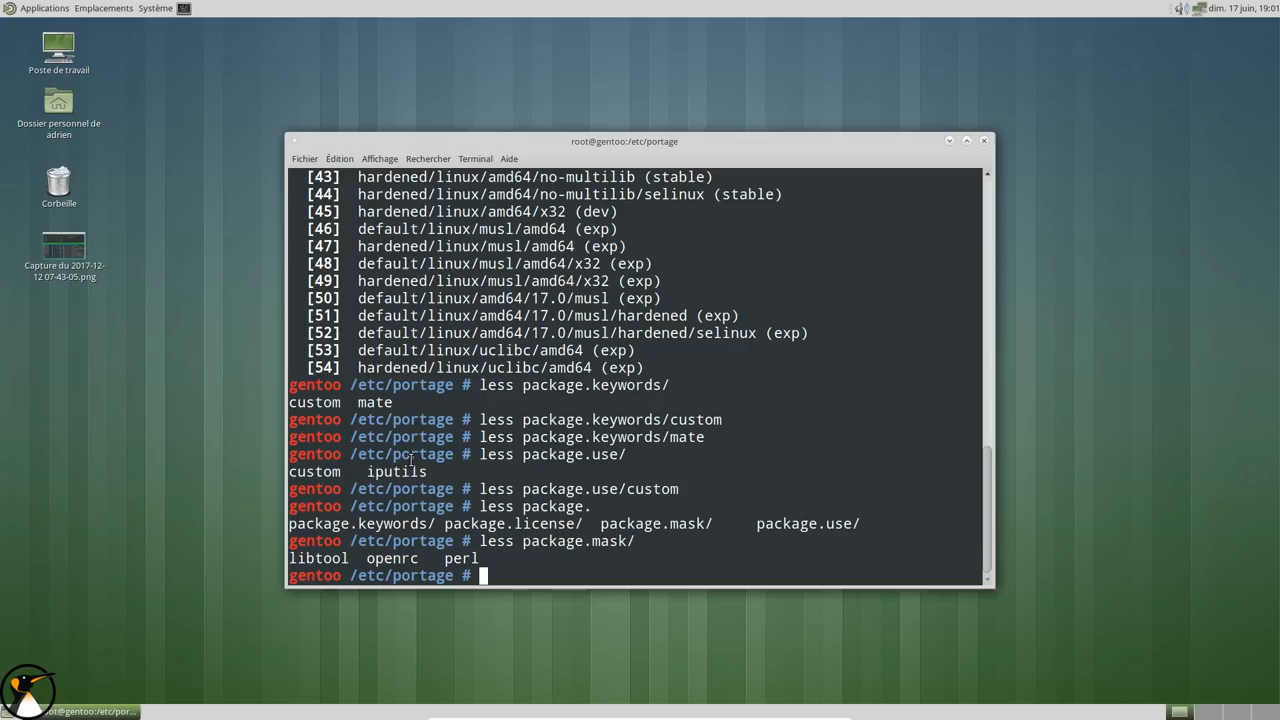 Applications Emplacements Système
dim. 17 juin, 19:01
Poste de travail
Dossier personnel de
adrien
Corbeille
Capture du 2017-12-
12 07-43-05.png
root@gentoo:/etc/portage
Fichier Édition Affichage Rechercher Terminal Aide
[43] hardened/linux/amd64/no-multilib (stable)
[44] hardened/linux/amd64/no-multilib/selinux (stable)
[45] hardened/linux/amd64/x32 (dev)
[46] default/linux/musl/amd64 (exp)
[47] hardened/linux/musl/amd64 (exp)
[48] default/linux/musl/amd64/x32 (exp)
[49] hardened/linux/musl/amd64/x32 (exp)
[50] default/linux/amd64/17.0/musl (exp)
[51] default/linux/amd64/17.0/musl/hardened (exp)
[52] default/linux/amd64/17.0/musl/hardened/selinux (exp)
[53] default/linux/uclibc/amd64 (exp)
[54] hardened/linux/uclibc/amd64 (exp)
gentoo /etc/portage # less package.keywords/
custom mate
gentoo /etc/portage # less package.keywords/custom
gentoo /etc/portage # less package.keywords/mate
gentoo /etc/portage # less package.use/
custom iputils
gentoo /etc/portage # less package.use/custom
gentoo /etc/portage # less package.
package.keywords/ package.license/ package.mask/ package.use/
gentoo /etc/portage # less package.mask/
libtool openrc perl
gentoo /etc/portage #
root@gentoo:/etc/por...